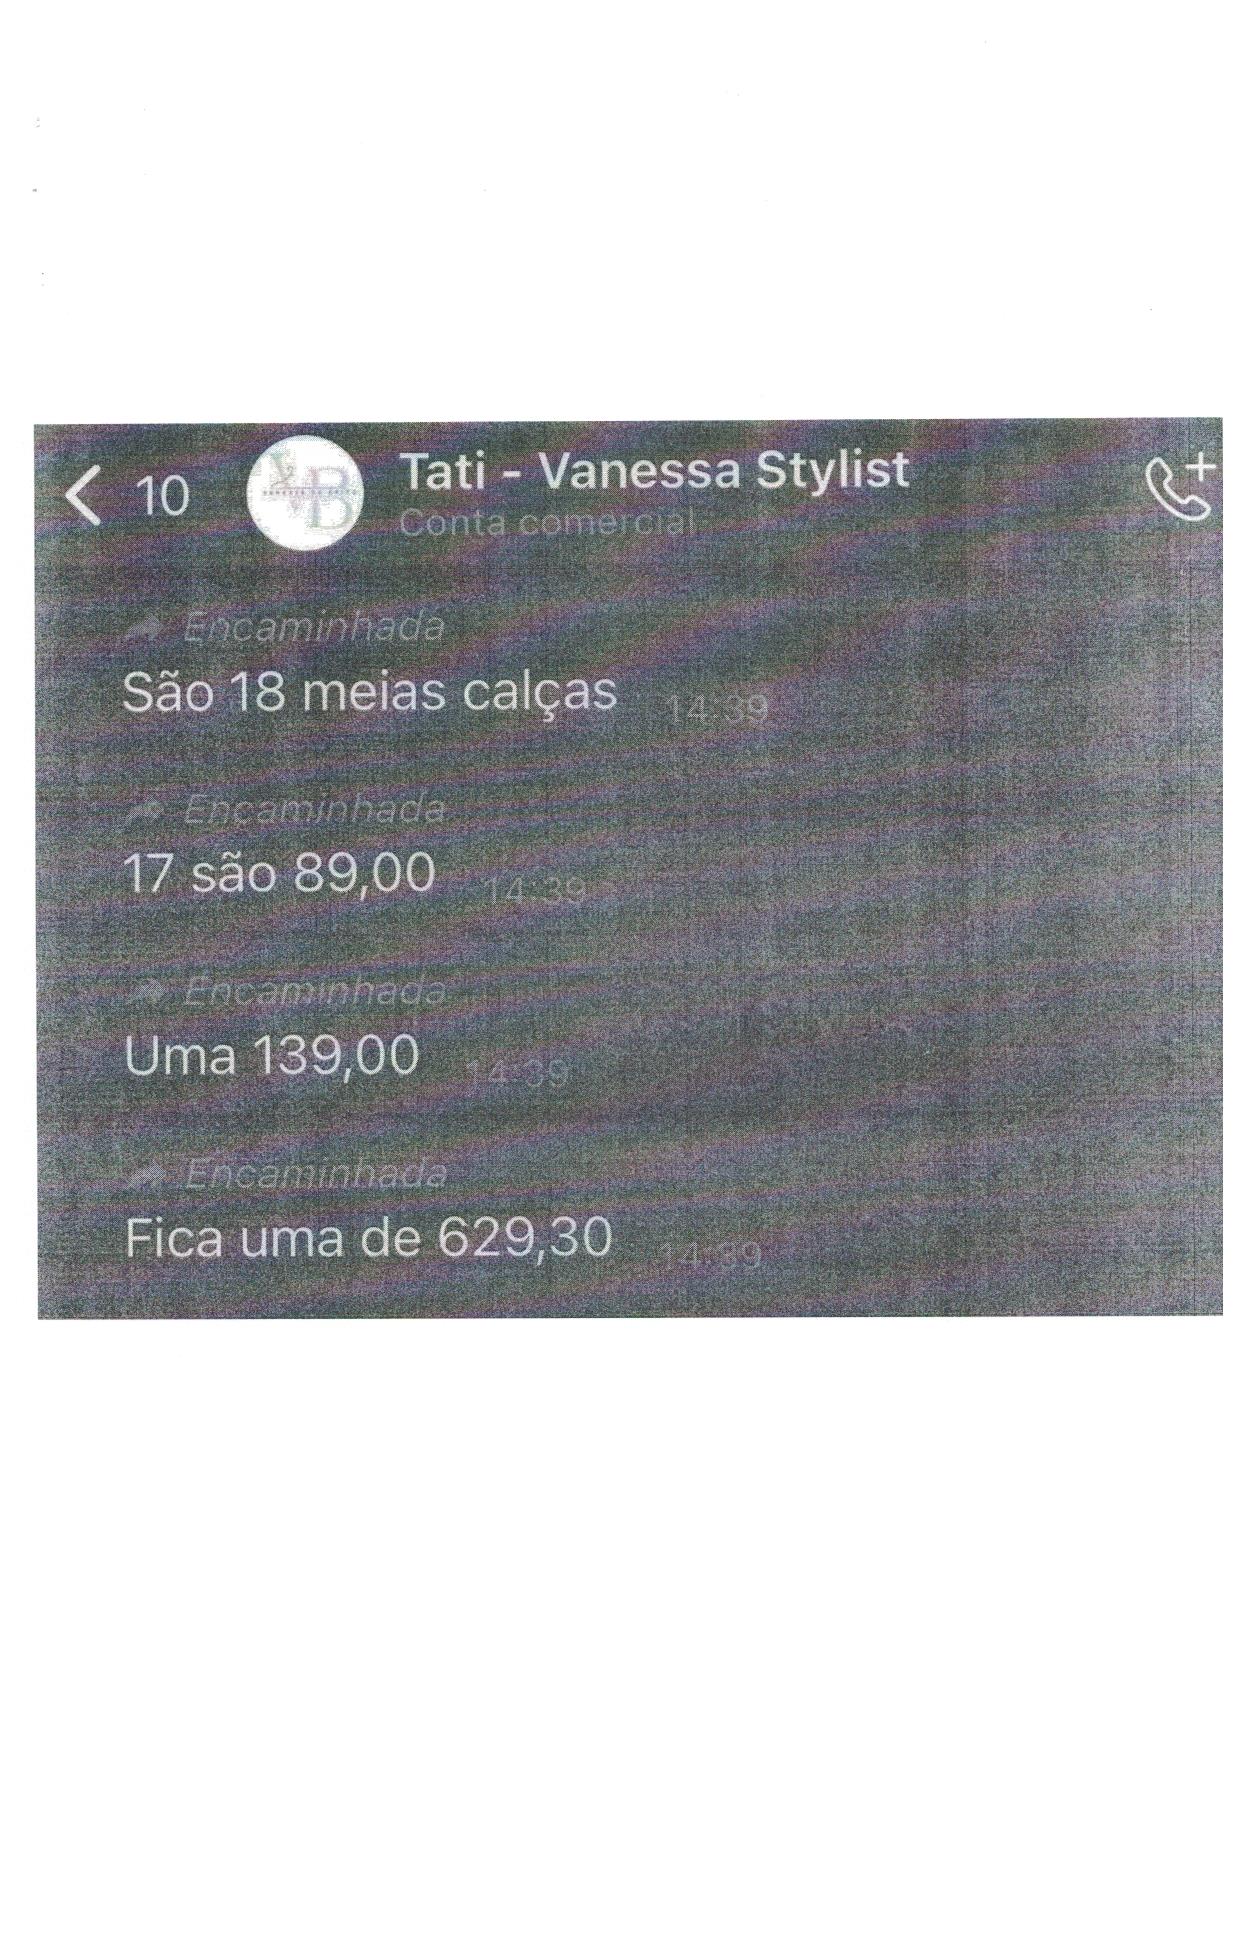 10
Tati - Vanessa Stylist
Conta comercial
Encaminhada
São 18 meias calças 14:39
Encaminhada
17 são 89,00 14:39
Encaminhada
Uma 139,00 14:39
Encaminhada
Fica uma de 629,30 14:39